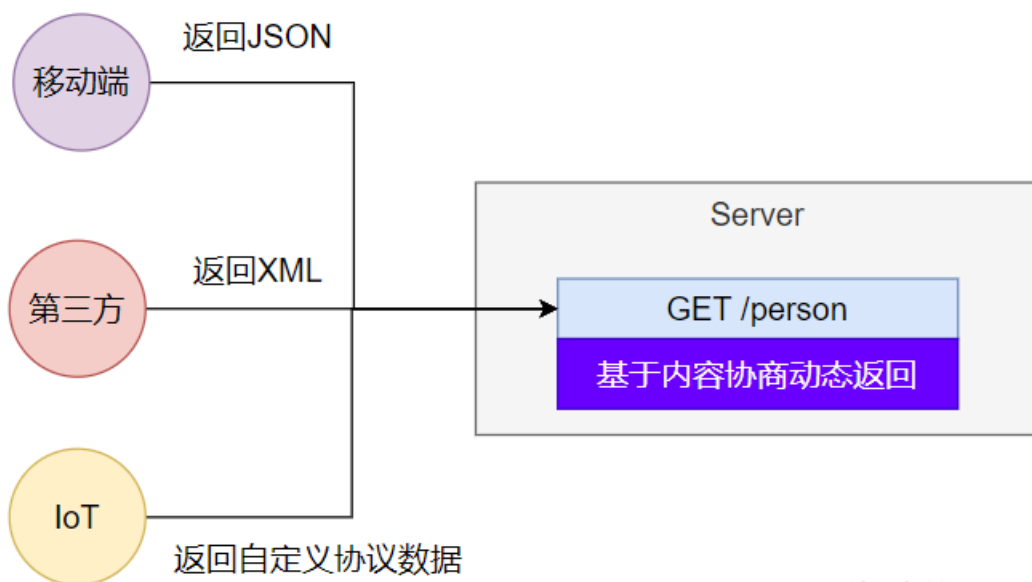 返回JSON
移动端
Server
返回XML
第三方
GET /person
基于内容协商动态返回
IoT
返回自定义协议数据